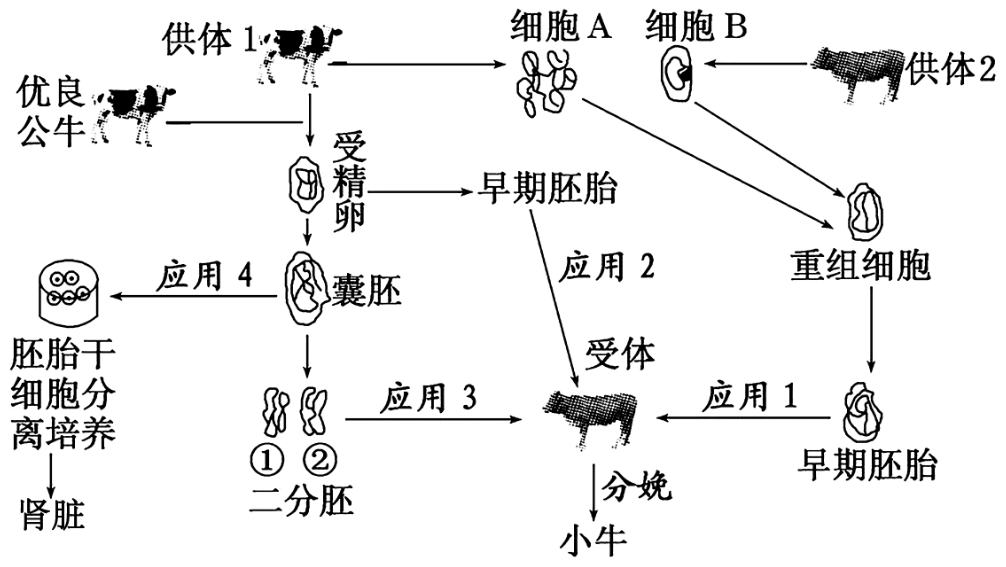 供体1
细胞A
细胞B
供体2
优良
公牛
受
精
卵
早期胚胎
重组细胞
应用4
囊胚
应用2
胚胎干
细胞分
离培养
受体
应用3
应用1
①
②
二分胚
早期胚胎
肾脏
分娩
小牛